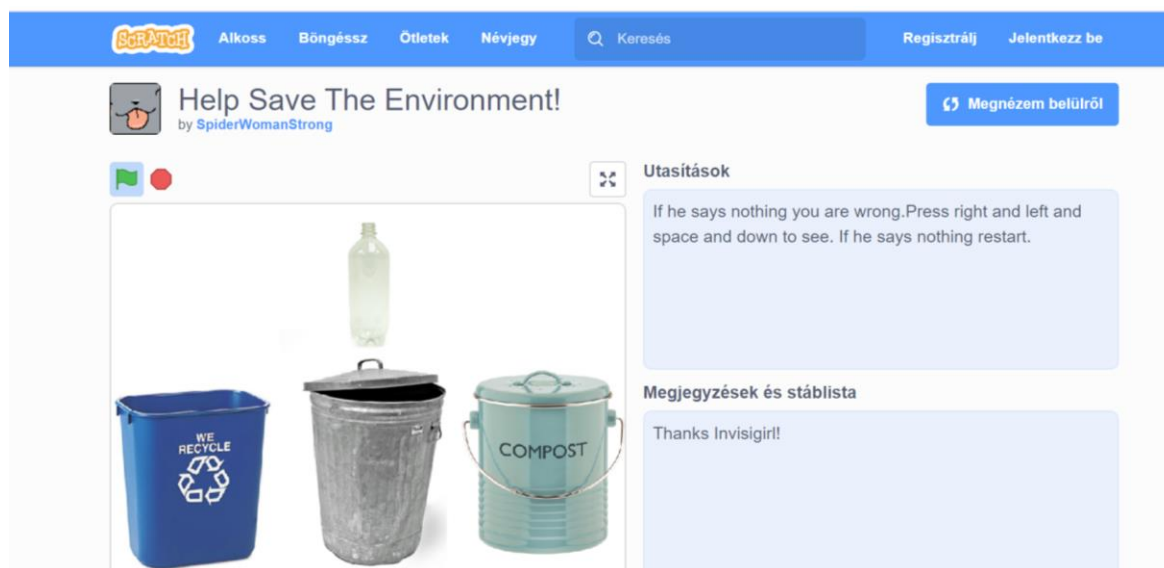 SCRATCH Alkoss Böngéssz Ötletek Névjegy Keresés Regisztrálj Jelentkezz be
Help Save The Environment!
by SpiderWomanStrong
Megnézem belülről
Utasítások
If he says nothing you are wrong.Press right and left and
space and down to see. If he says nothing restart.
WE
RECYCLE
COMPOST
Megjegyzések és stáblista
Thanks Invisigirl!